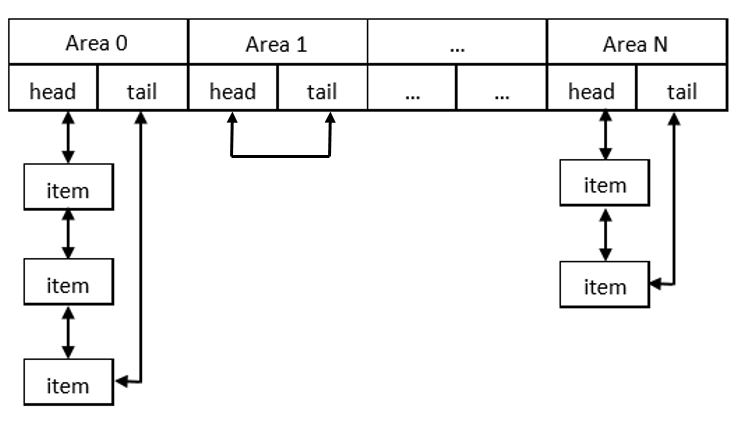 Area 0 Area 1 ... Area N
head tail head tail ... ... head tail
item item
item item
item